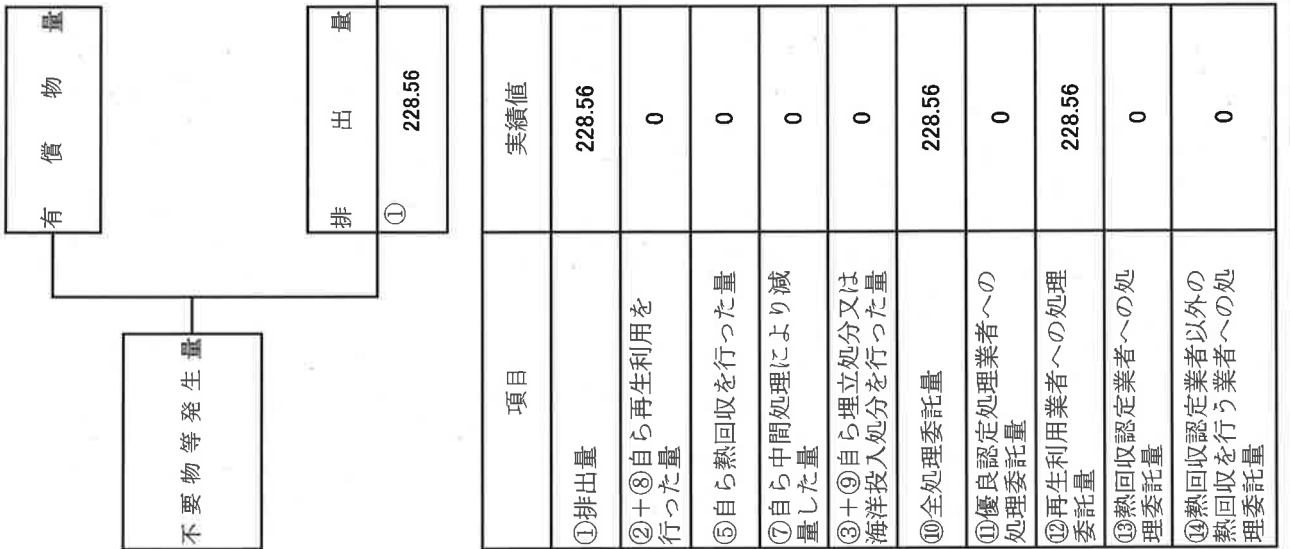 有償物量
不要物等発生量
排出量
①
228.56
項目
実績値
①排出量
228.56
②＋⑧自ら再生利用を
行った量
0
⑤自ら熱回収を行った量
0
⑦自ら中間処理により減
量した量
0
③＋⑨自ら埋立処分又は
海洋投入処分を行った量
0
⑩全処理委託量
228.56
⑪優良認定処理業者への
処理委託量
0
⑫再生利用業者への処理
委託量
228.56
⑬熱回収認定業者への処
理委託量
0
⑭熱回収認定業者以外の
熱回収を行う業者への処
理委託量
0